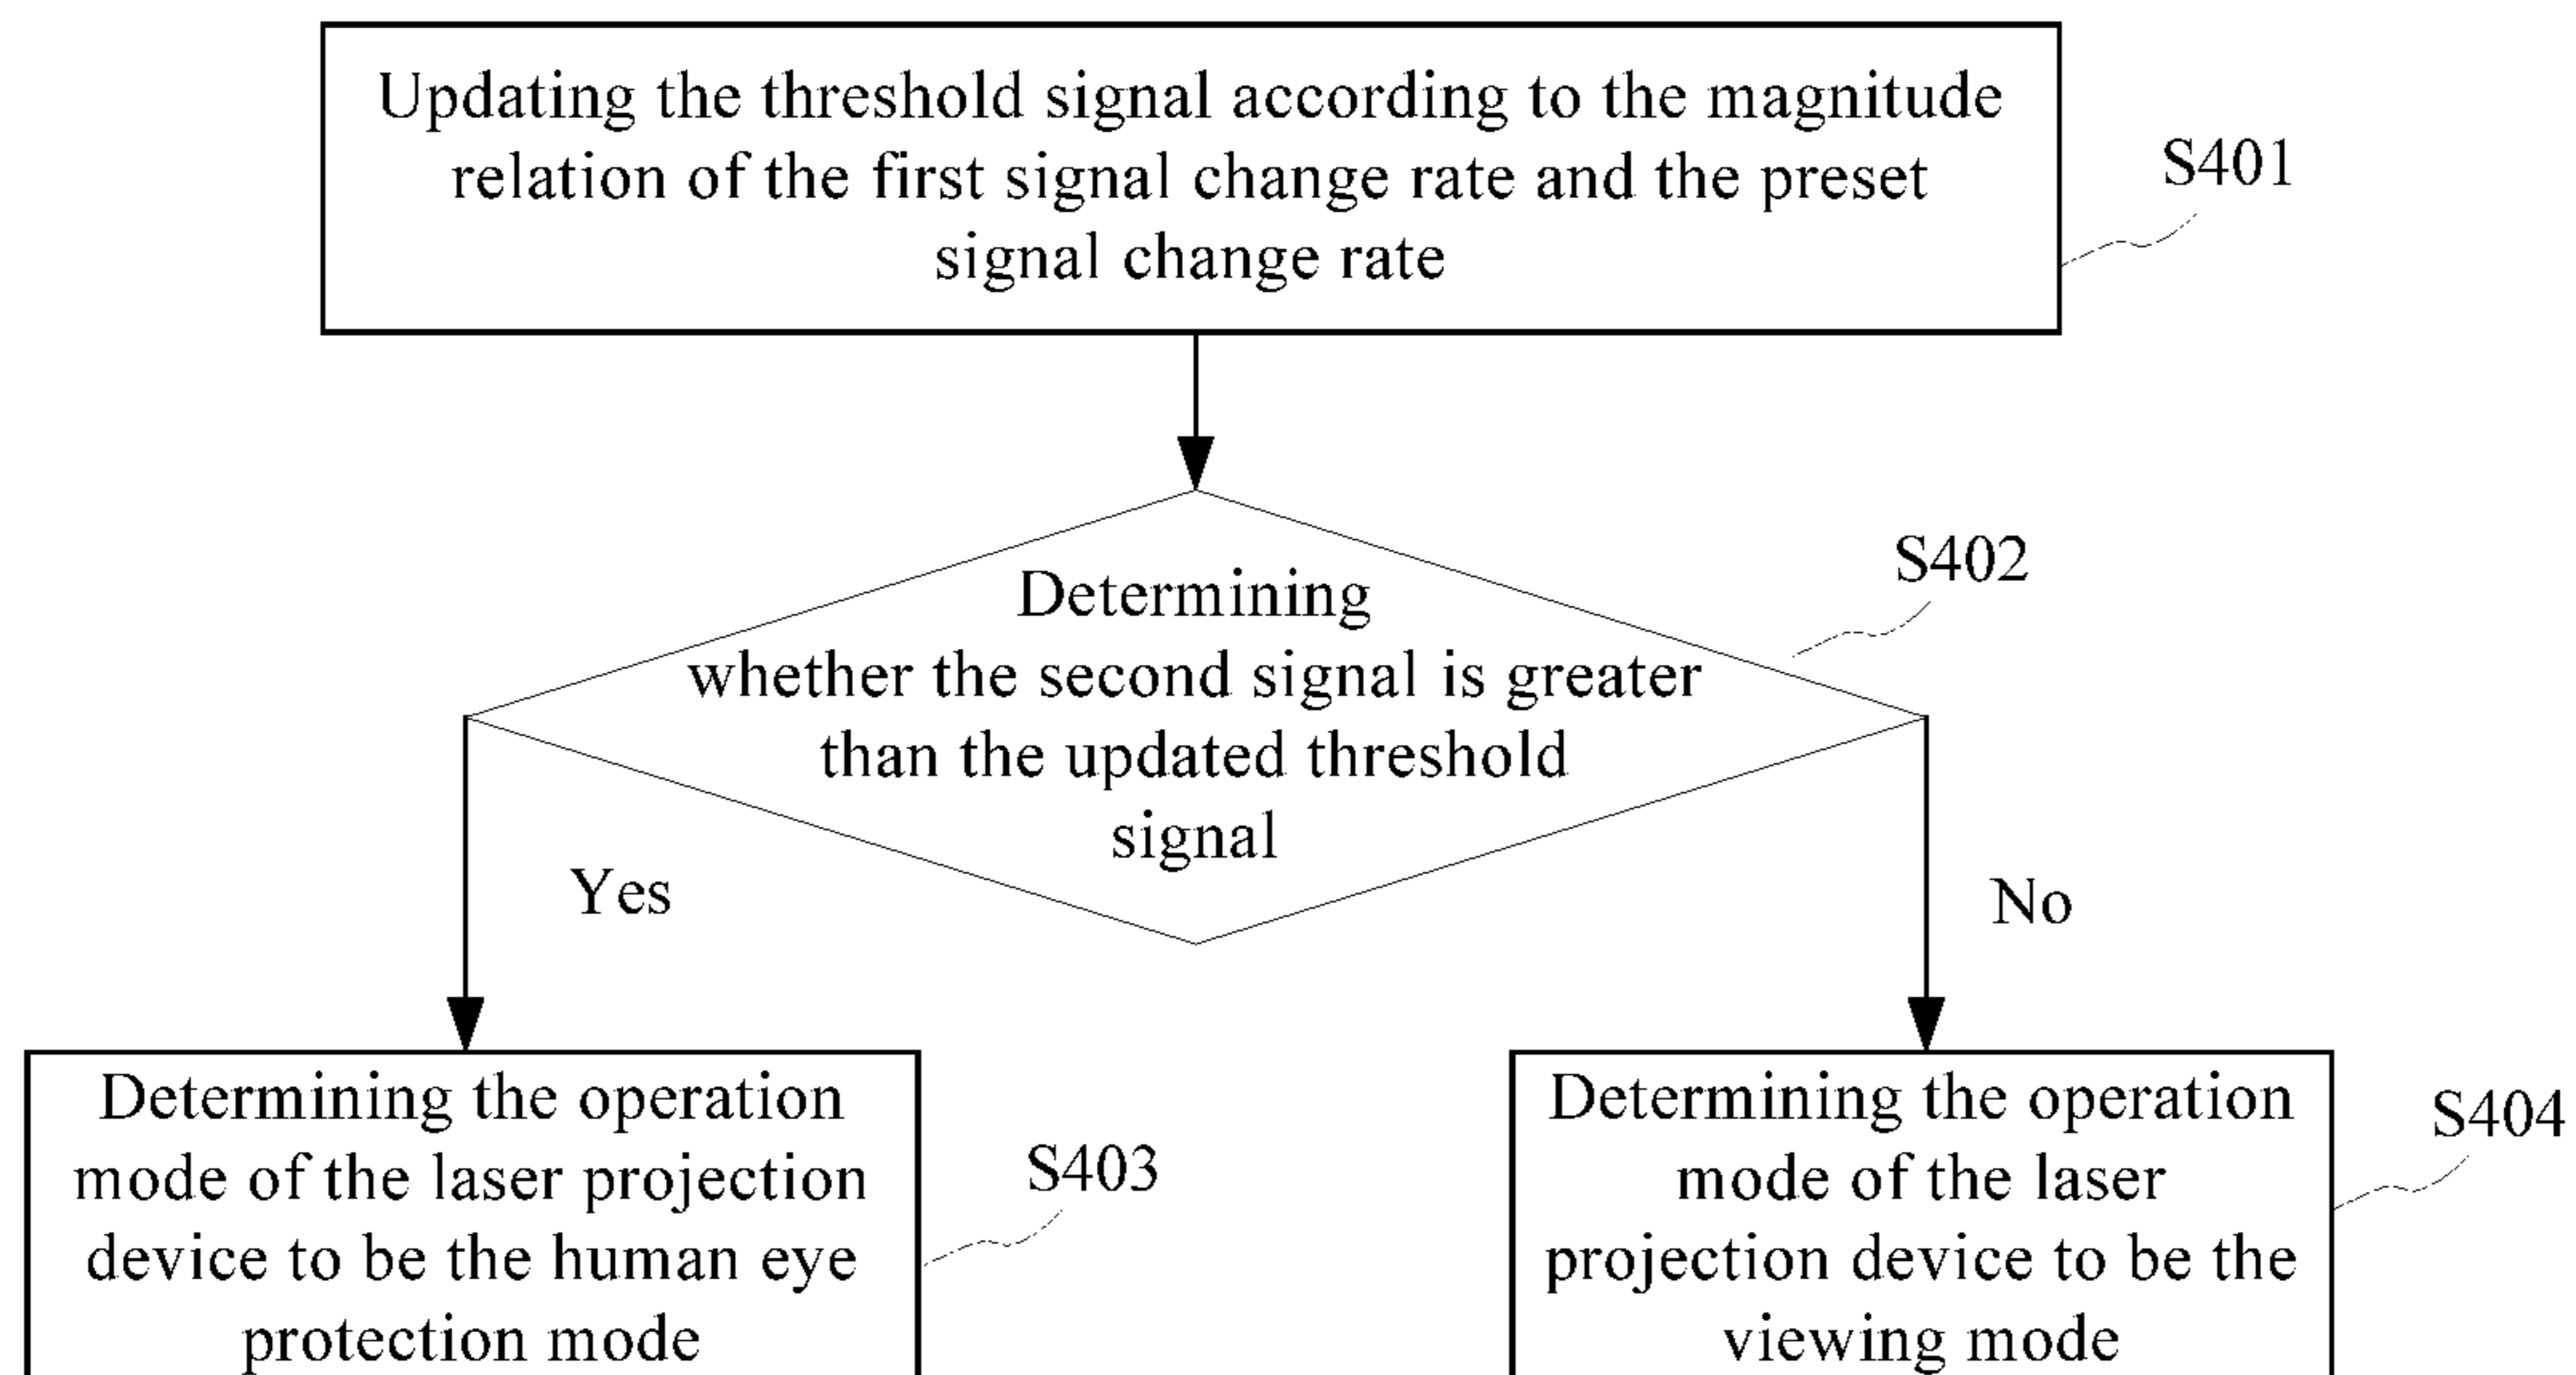 Updating the threshold signal according to the magnitude
relation of the first signal change rate and the preset
signal change rate
S401
S402
Determining
whether the second signal is greater
than the updated threshold
signal
Yes
No
Determining the operation
mode of the laser projection
device to be the human eye
protection mode
S403
Determining the operation
mode of the laser
projection device to be the
viewing mode
S404